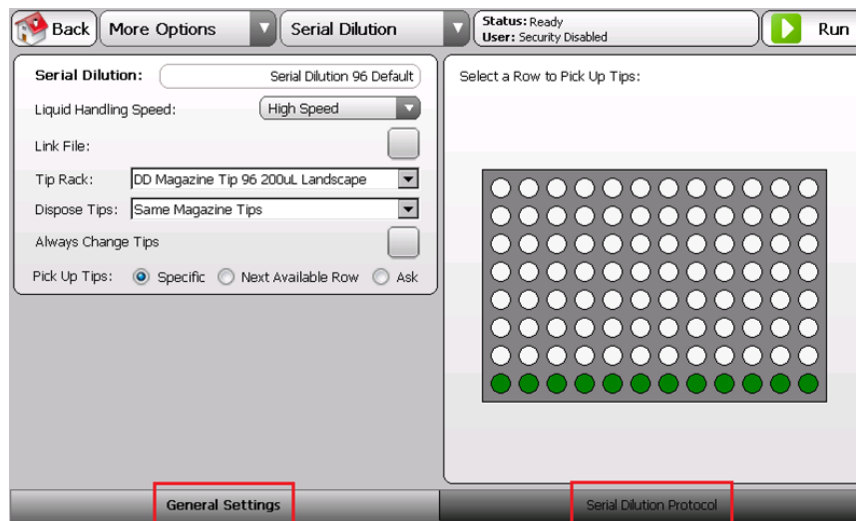 Back
More Options
Serial Dilution
Status: Ready
User: Security Disabled
Run
Serial Dilution: Serial Dilution 96 Default
Liquid Handling Speed: High Speed
Link File:
Tip Rack: DD Magazine Tip 96 200uL Landscape
Dispose Tips: Same Magazine Tips
Always Change Tips
Pick Up Tips: Specific Next Available Row Ask
Select a Row to Pick Up Tips:
General Settings
Serial Dilution Protocol